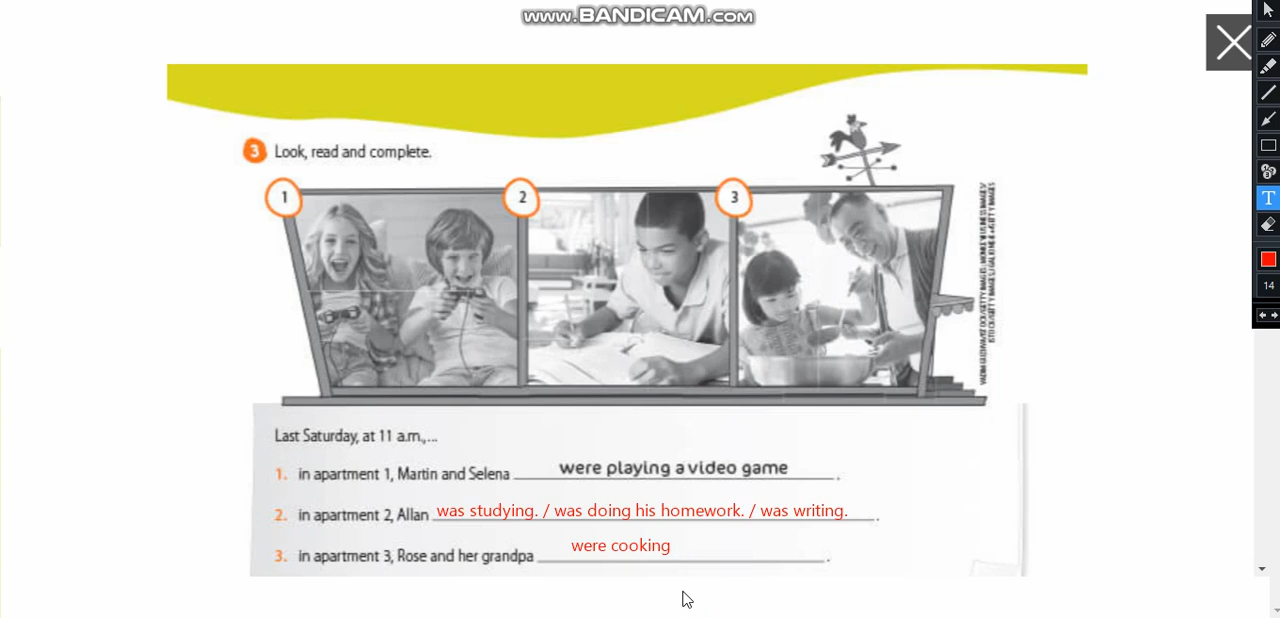 www.BANDICAM.com
3 Look, read and complete.
1 2 3
Last Saturday, at 11 a.m.,...
1. in apartment 1, Martin and Selena were playing a video game.
2. in apartment 2, Allan was studying. / was doing his homework. / was writing. .
3. in apartment 3, Rose and her grandpa were cooking .
T
14